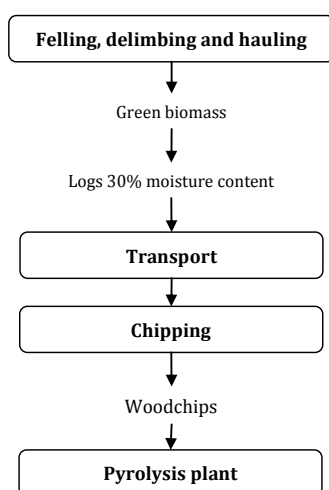 Felling, delimbing and hauling
Green biomass
Logs 30% moisture content
Transport
Chipping
Woodchips
Pyrolysis plant